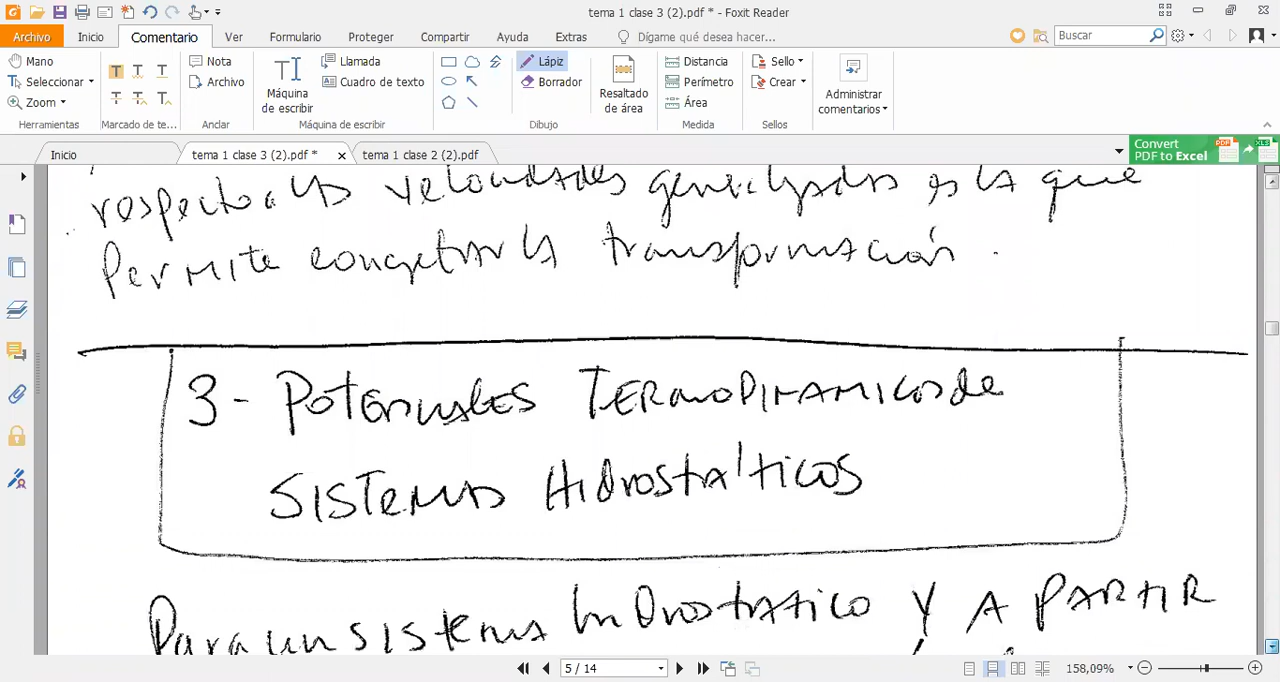 tema 1 clase 3 (2).pdf * - Foxit Reader
Archivo Inicio Comentario Ver Formulario Proteger Compartir Ayuda Extras Dígame qué desea hacer... Buscar
Mano
Seleccionar
Zoom
Herramientas
Marcado de te...
Nota
Archivo
Anclar
Máquina de escribir
Llamada
Cuadro de texto
Máquina de escribir
Lápiz
Borrador
Dibujo
Resaltado de área
Distancia
Perímetro
Área
Medida
Sello
Crear
Sellos
Administrar comentarios
Inicio tema 1 clase 3 (2).pdf * tema 1 clase 2 (2).pdf
Convert
PDF to Excel
respecto a las velocidades generalizadas es la que
permite concretar la transformación.
3- Potenciales Termodinámicos de
Sistemas Hidrostáticos
Para un sistema hidrostático y A PARTIR
5 / 14 158,09%